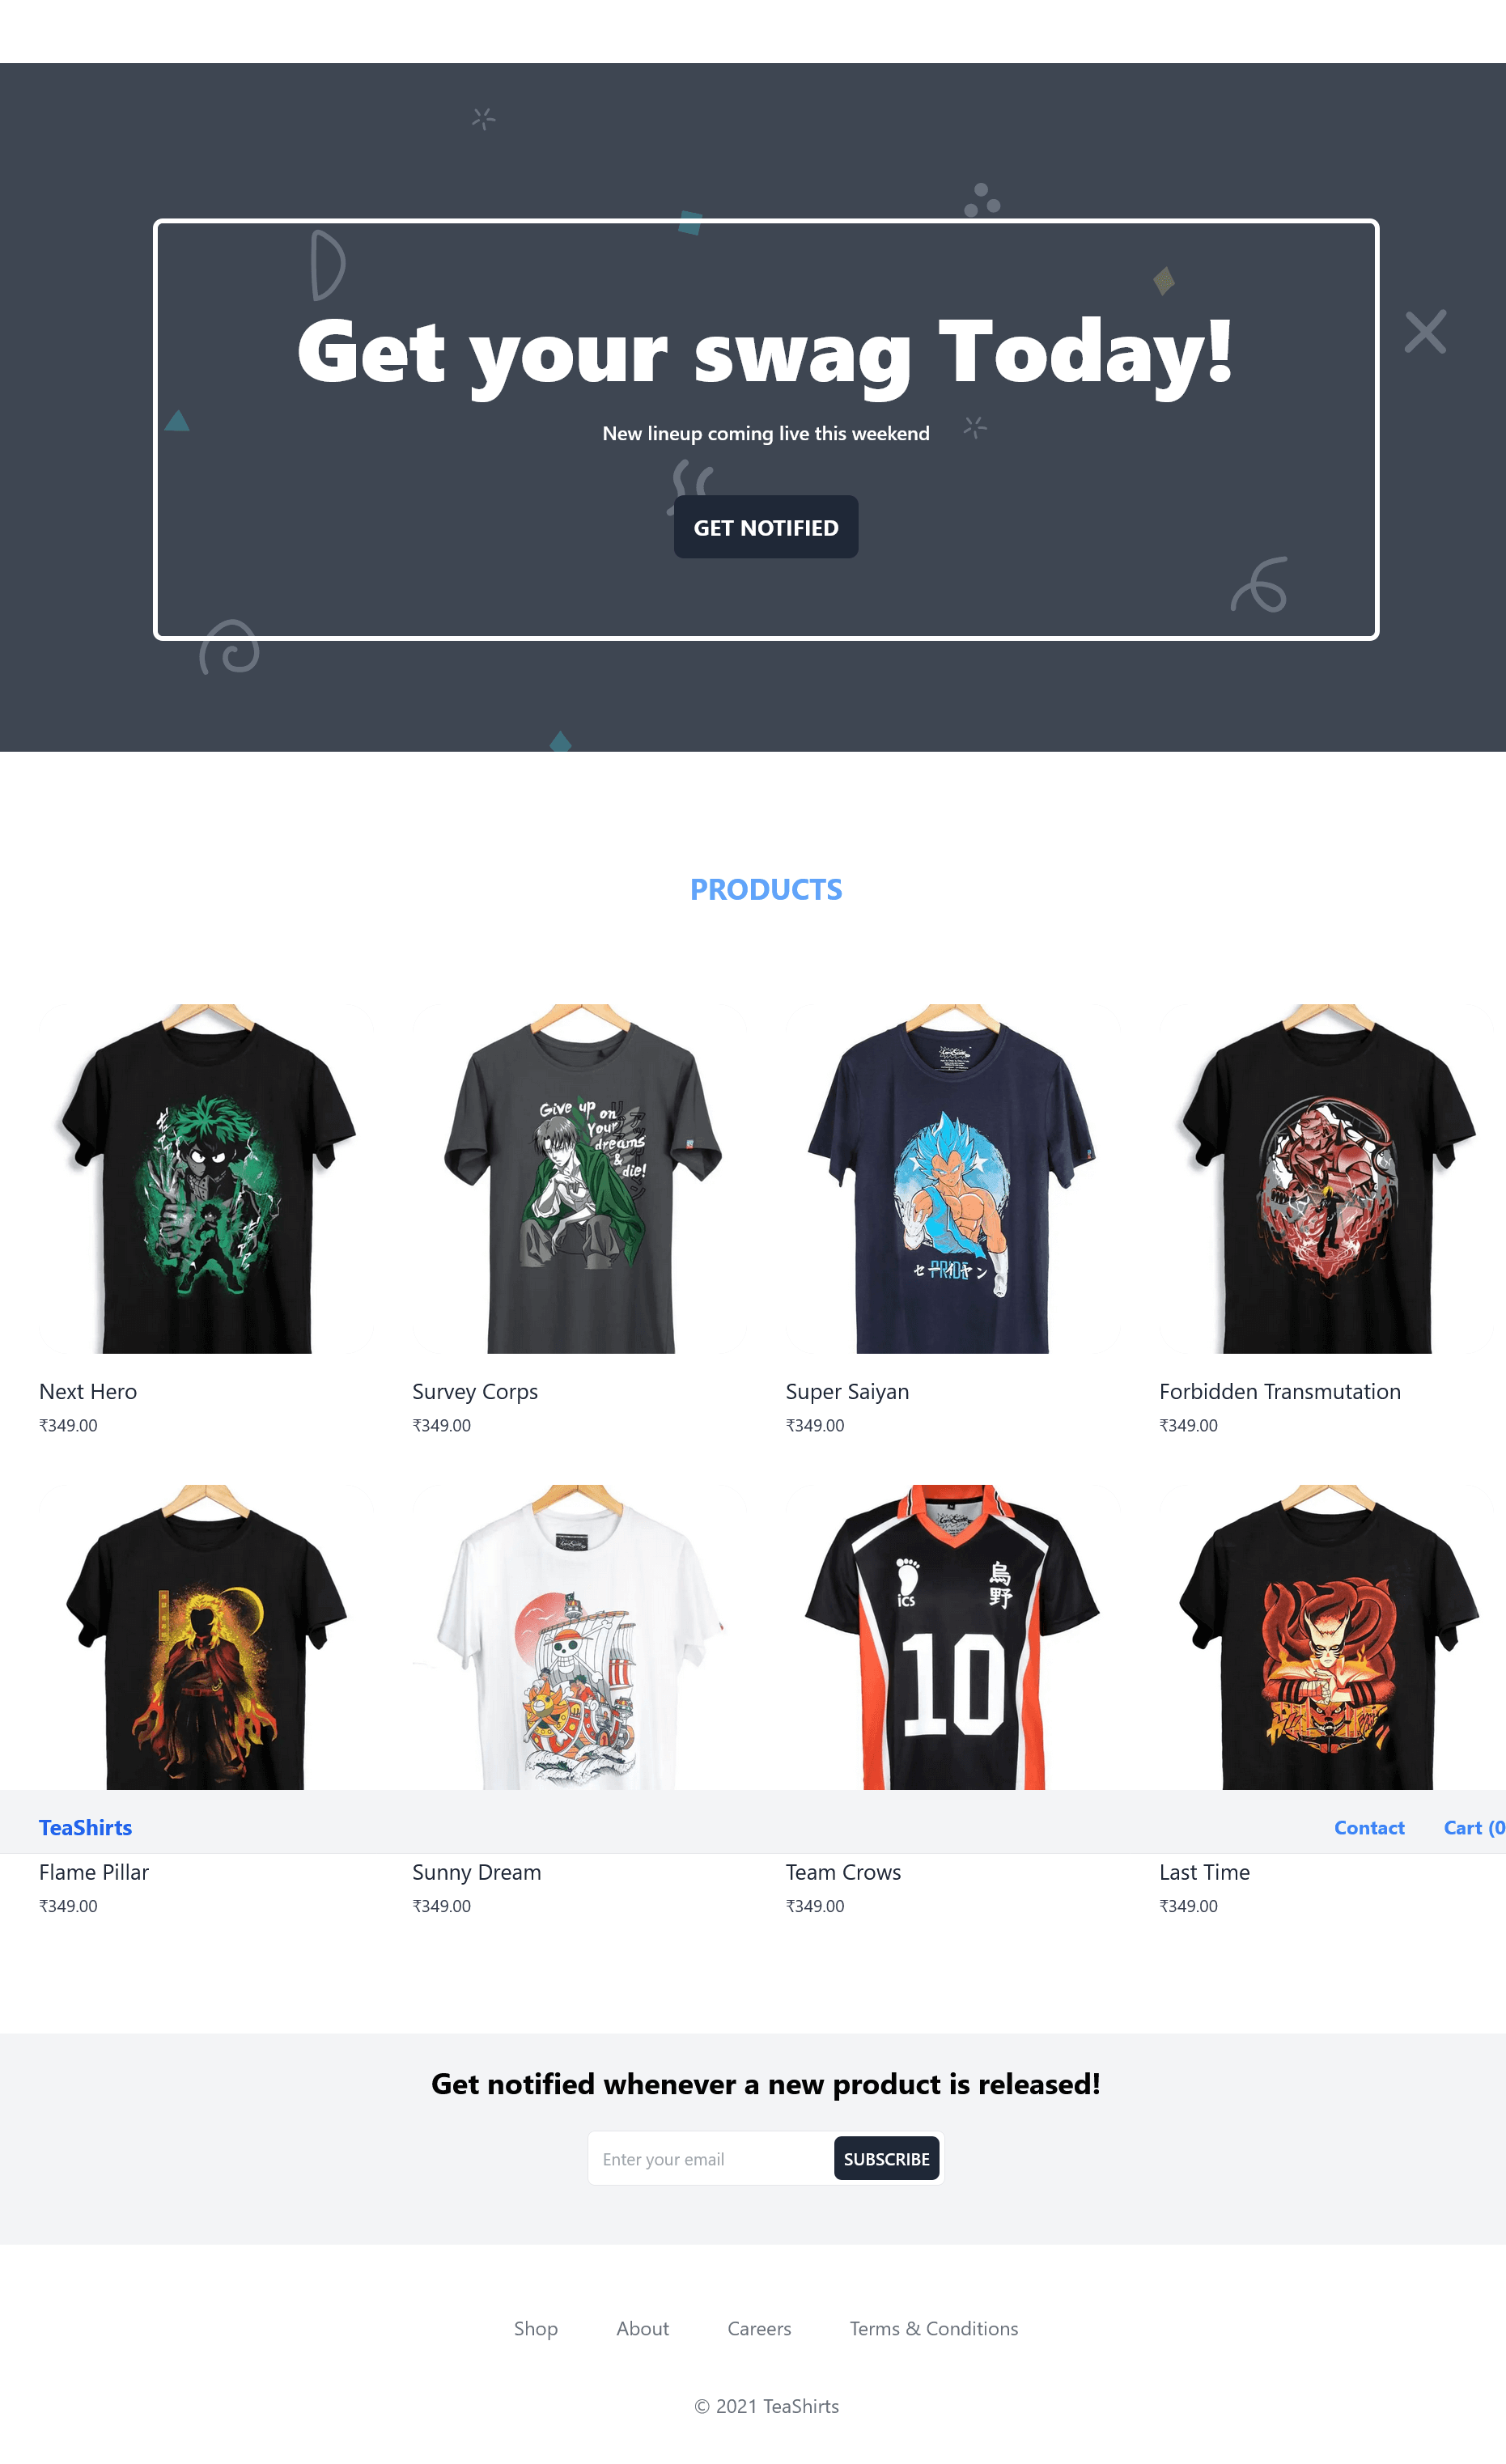 Get your swag Today!
New lineup coming live this weekend
GET NOTIFIED
PRODUCTS
Give up on
Your
dreams
&
die!
PRIDE
Next Hero
₹349.00
Survey Corps
₹349.00
Super Saiyan
₹349.00
Forbidden Transmutation
₹349.00
ICS
烏野
10
TeaShirts
Contact
Cart (0
Flame Pillar
₹349.00
Sunny Dream
₹349.00
Team Crows
₹349.00
Last Time
₹349.00
Get notified whenever a new product is released!
Enter your email
SUBSCRIBE
Shop
About
Careers
Terms & Conditions
© 2021 TeaShirts